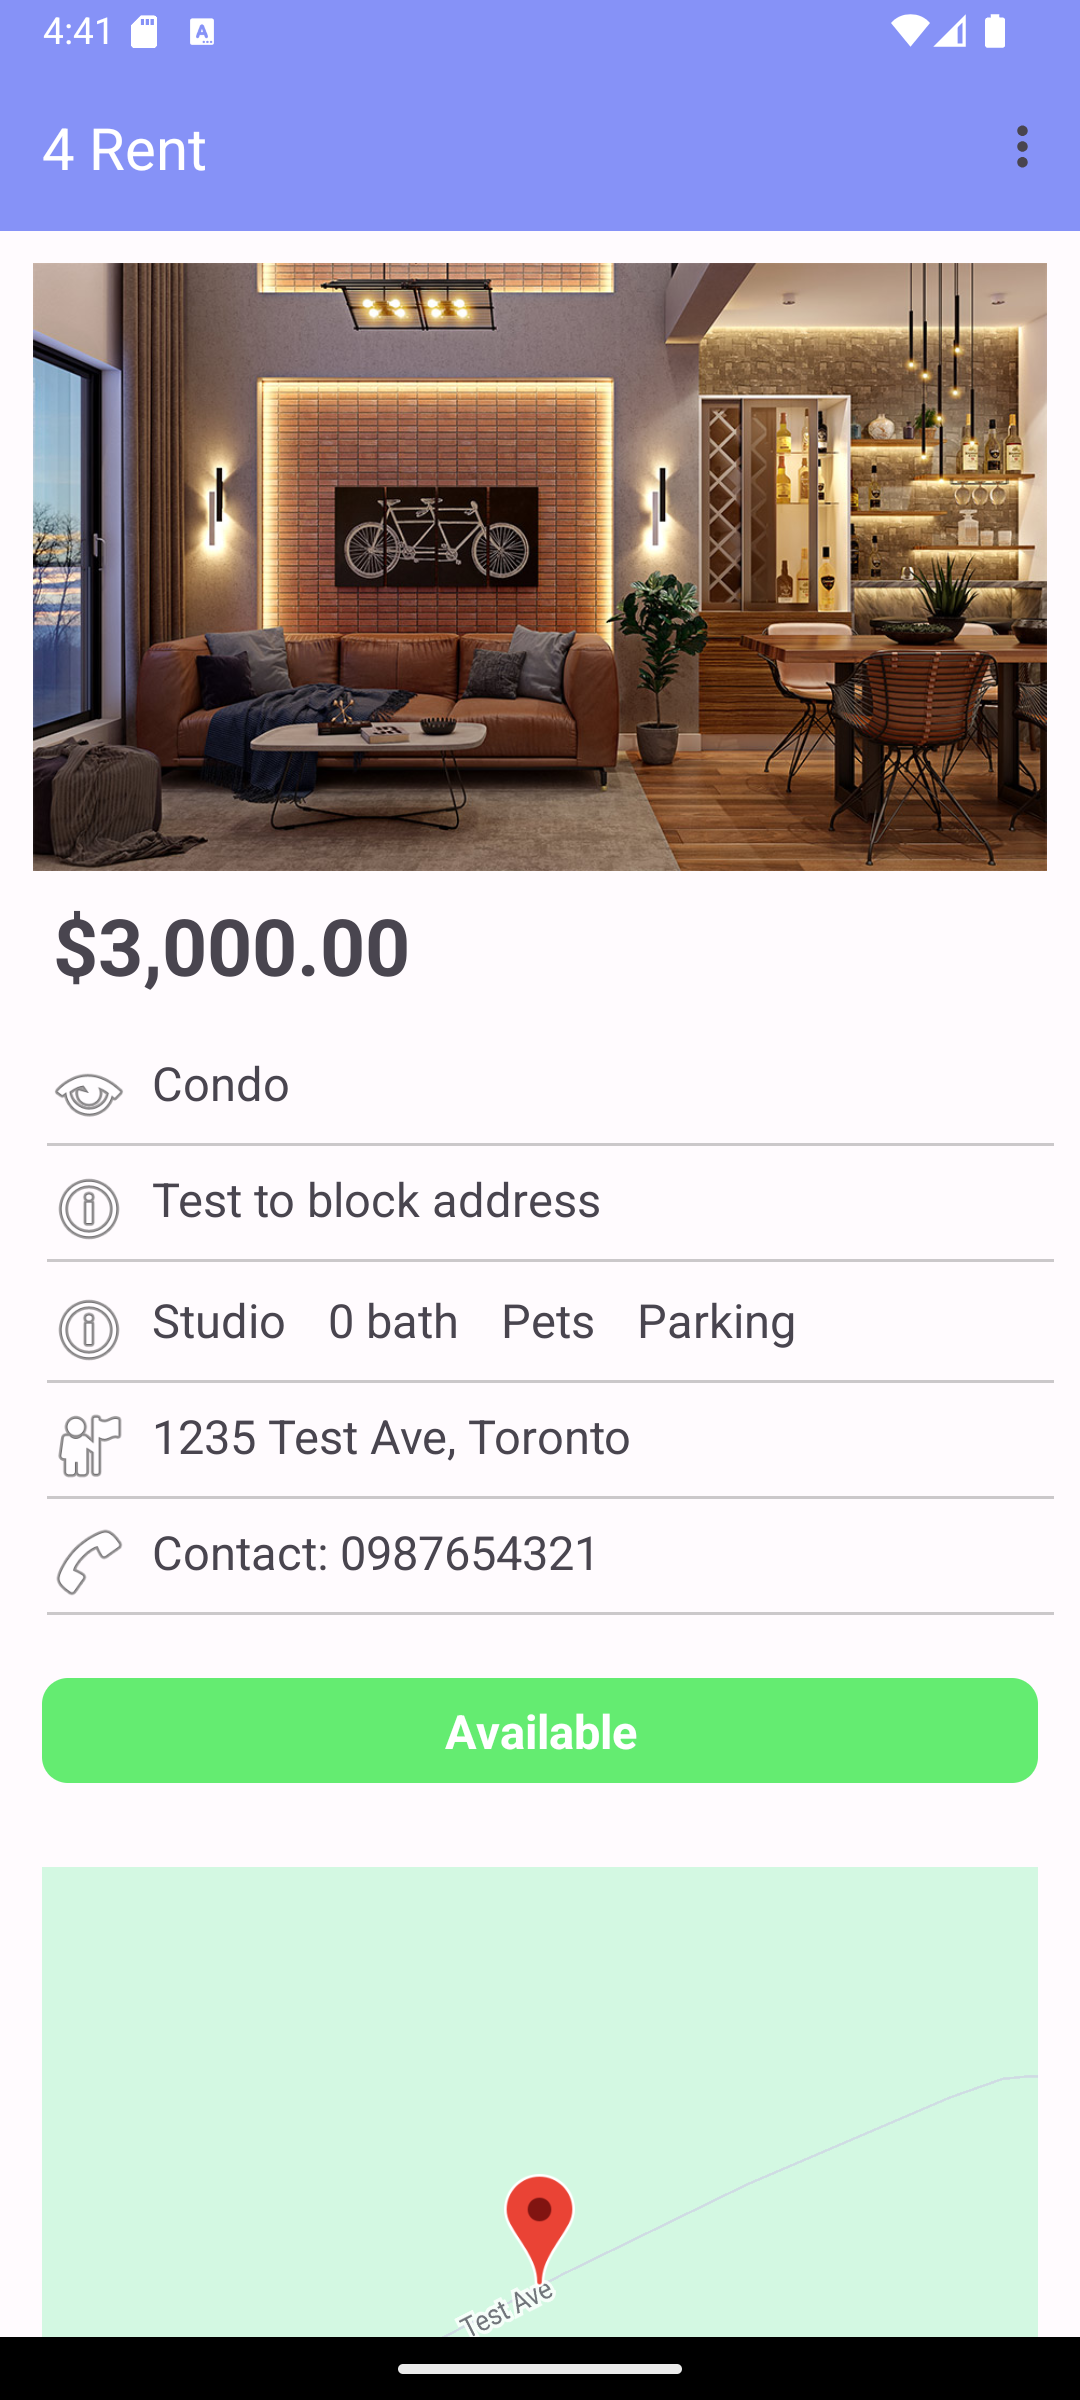 4:41
4 Rent
$3,000.00
Condo
Test to block address
Studio 0 bath Pets Parking
1235 Test Ave, Toronto
Contact: 0987654321
Available
Test Ave